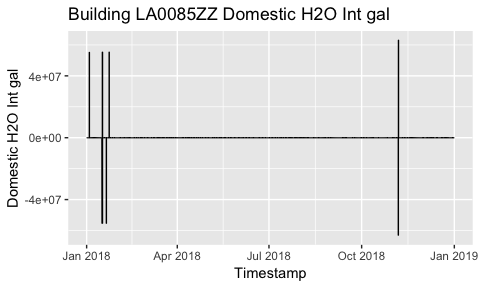 Building LA0085ZZ Domestic H2O Int gal
Domestic H2O Int gal
4e+07
0e+00
-4e+07
Jan 2018 Apr 2018 Jul 2018 Oct 2018 Jan 2019
Timestamp